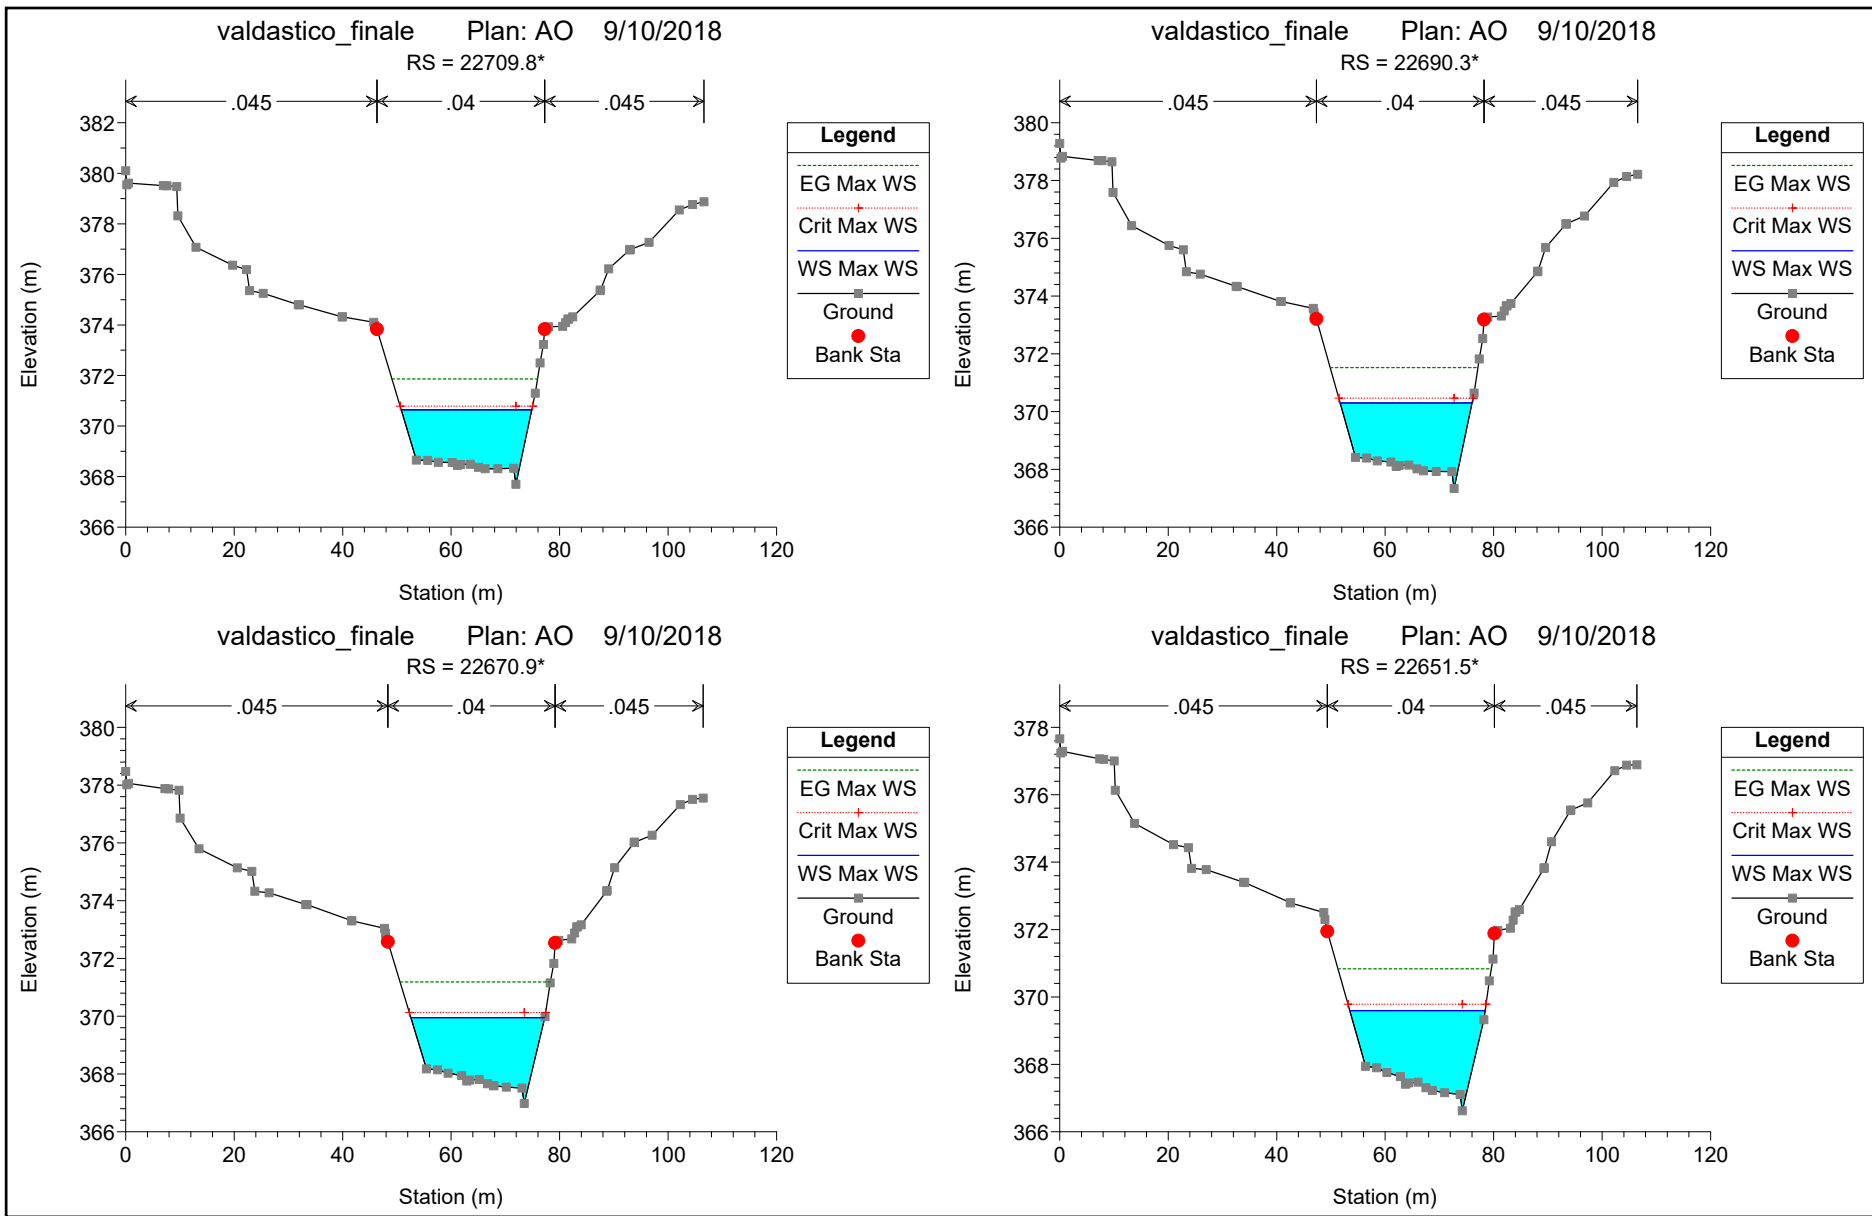 valdastico_finale Plan: AO 9/10/2018
RS = 22709.8*
.045 .04 .045
382
380
378
376
374
372
370
368
366
0 20 40 60 80 100 120
Station (m)
Elevation (m)
Legend
EG Max WS
Crit Max WS
WS Max WS
Ground
Bank Sta
valdastico_finale Plan: AO 9/10/2018
RS = 22690.3*
.045 .04 .045
380
378
376
374
372
370
368
366
0 20 40 60 80 100 120
Station (m)
Elevation (m)
Legend
EG Max WS
Crit Max WS
WS Max WS
Ground
Bank Sta
valdastico_finale Plan: AO 9/10/2018
RS = 22670.9*
.045 .04 .045
380
378
376
374
372
370
368
366
0 20 40 60 80 100 120
Station (m)
Elevation (m)
Legend
EG Max WS
Crit Max WS
WS Max WS
Ground
Bank Sta
valdastico_finale Plan: AO 9/10/2018
RS = 22651.5*
.045 .04 .045
378
376
374
372
370
368
366
0 20 40 60 80 100 120
Station (m)
Elevation (m)
Legend
EG Max WS
Crit Max WS
WS Max WS
Ground
Bank Sta